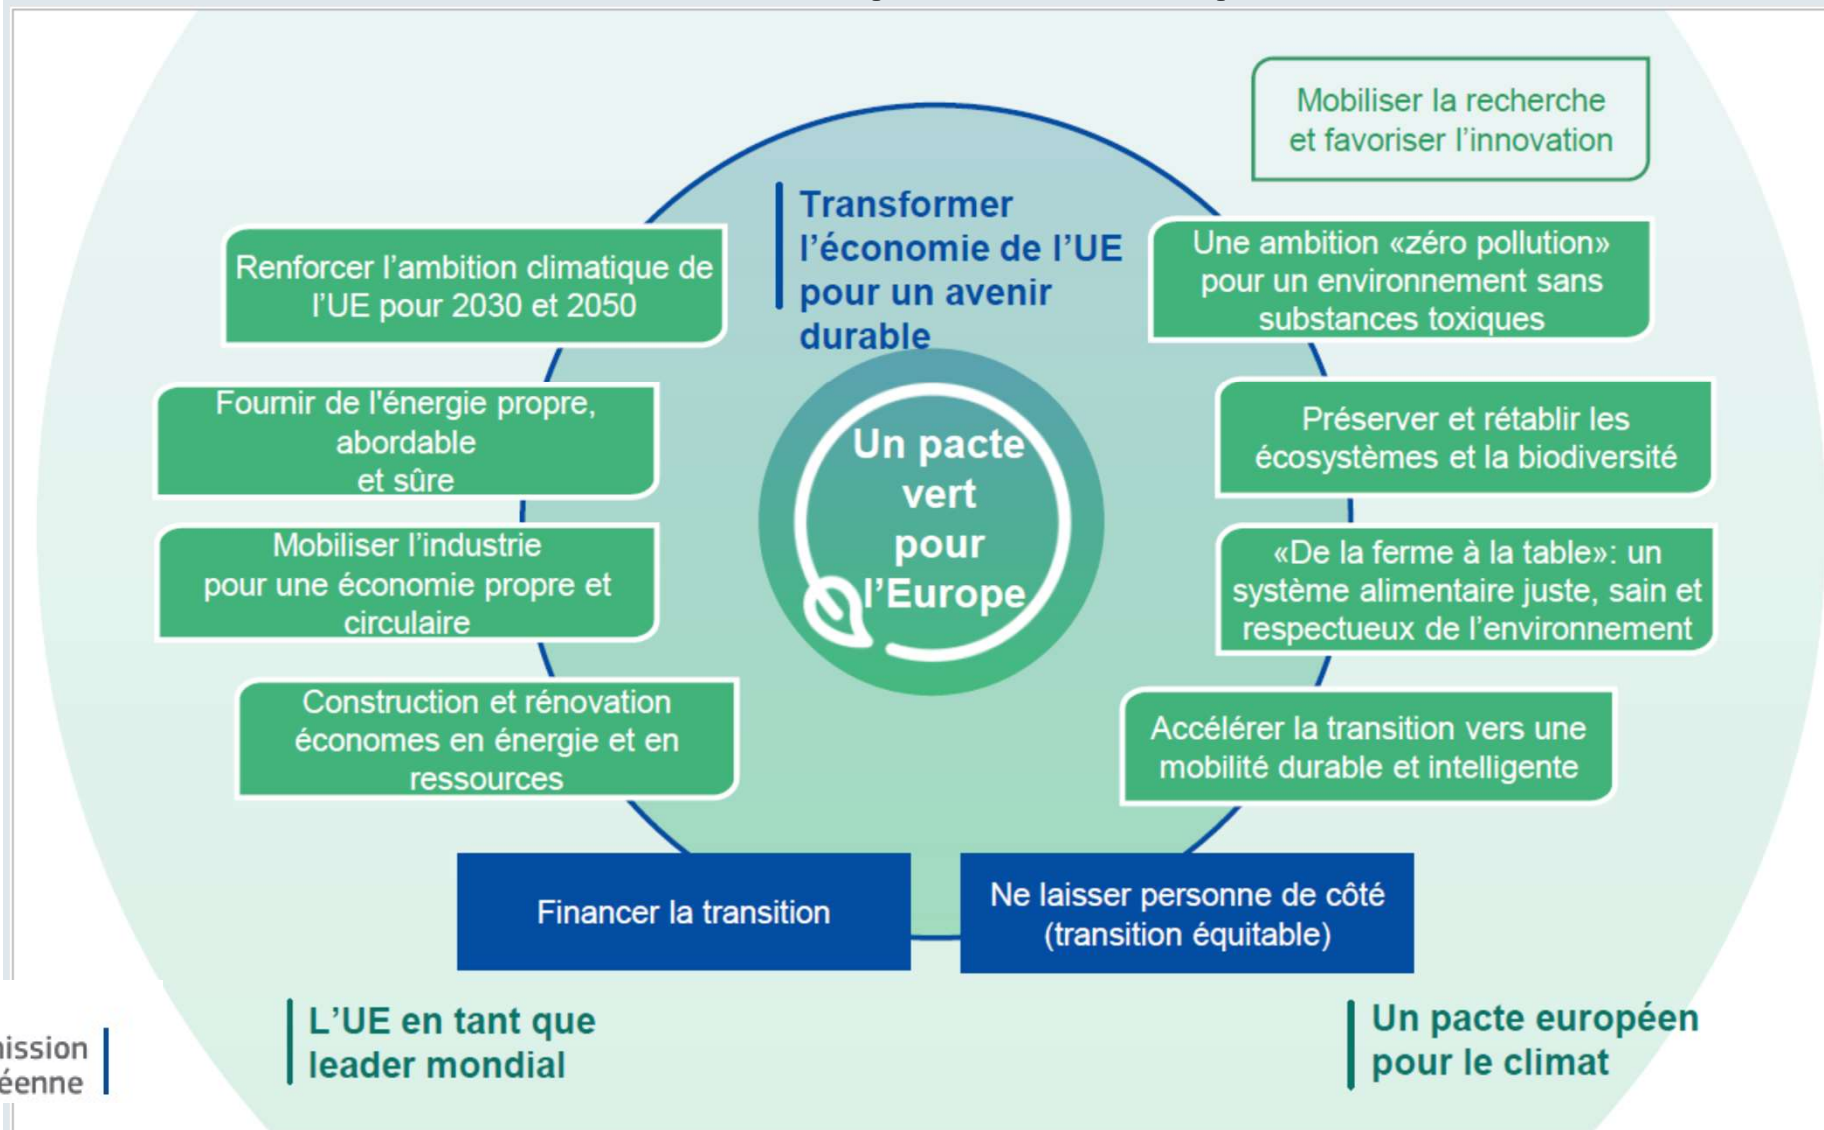 Mobiliser la recherche
et favoriser l’innovation
Transformer
l’économie de l’UE
pour un avenir
durable
Renforcer l’ambition climatique de
l’UE pour 2030 et 2050
Une ambition «zéro pollution»
pour un environnement sans
substances toxiques
Fournir de l'énergie propre,
abordable
et sûre
Un pacte
vert
pour
l’Europe
Préserver et rétablir les
écosystèmes et la biodiversité
Mobiliser l’industrie
pour une économie propre et
circulaire
«De la ferme à la table»: un
système alimentaire juste, sain et
respectueux de l’environnement
Construction et rénovation
économes en énergie et en
ressources
Accélérer la transition vers une
mobilité durable et intelligente
Financer la transition
Ne laisser personne de côté
(transition équitable)
L’UE en tant que
leader mondial
Un pacte européen
pour le climat